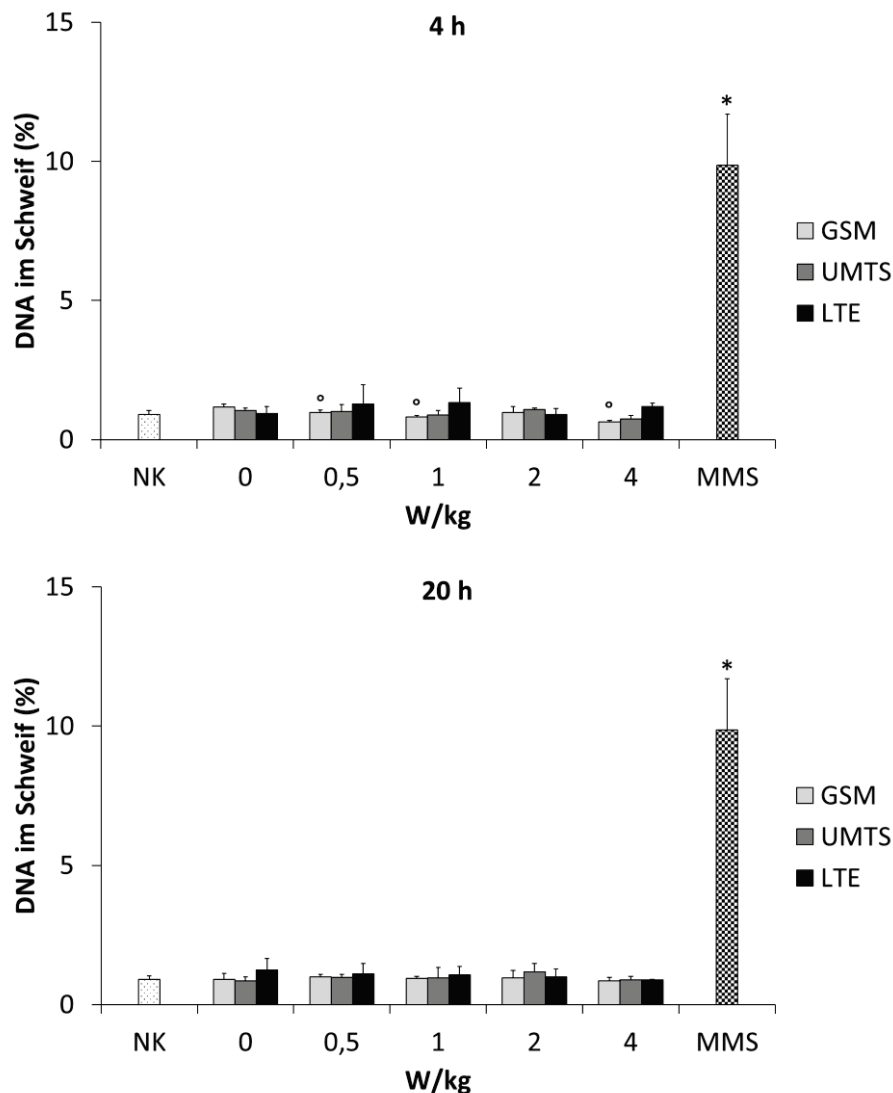 4 h
DNA im Schweif (%)
15
10
5
0
*
° ° °
GSM
UMTS
LTE
NK 0 0,5 1 2 4 MMS
W/kg
20 h
DNA im Schweif (%)
15
10
5
0
*
GSM
UMTS
LTE
NK 0 0,5 1 2 4 MMS
W/kg